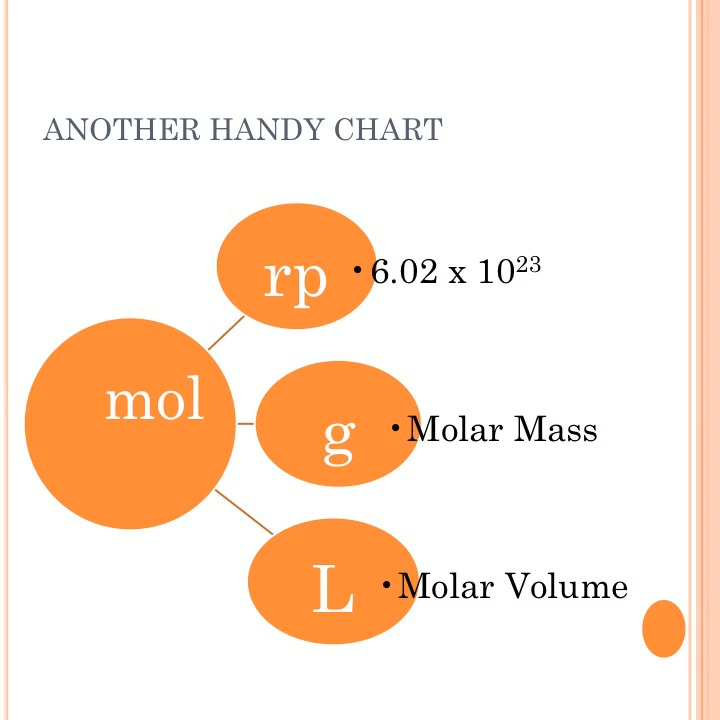 ANOTHER HANDY CHART
rp
• 6.02 x 10²³
mol
g
• Molar Mass
L
• Molar Volume